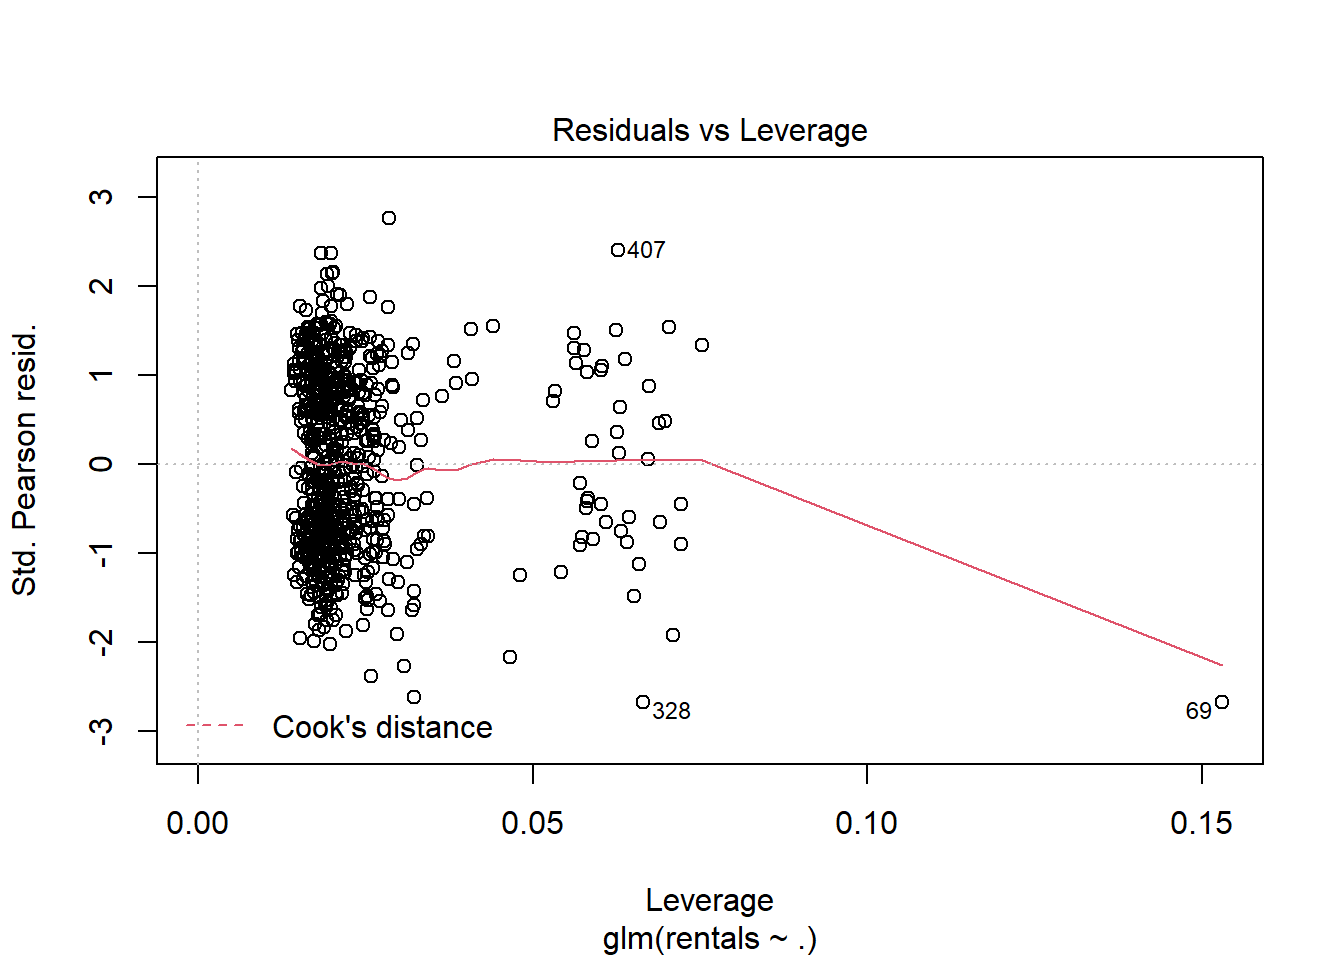 Residuals vs Leverage
Std. Pearson resid.
3
2
1
0
-1
-2
-3
407
328
69
Cook's distance
0.00 0.05 0.10 0.15
Leverage
glm(rentals ~ .)